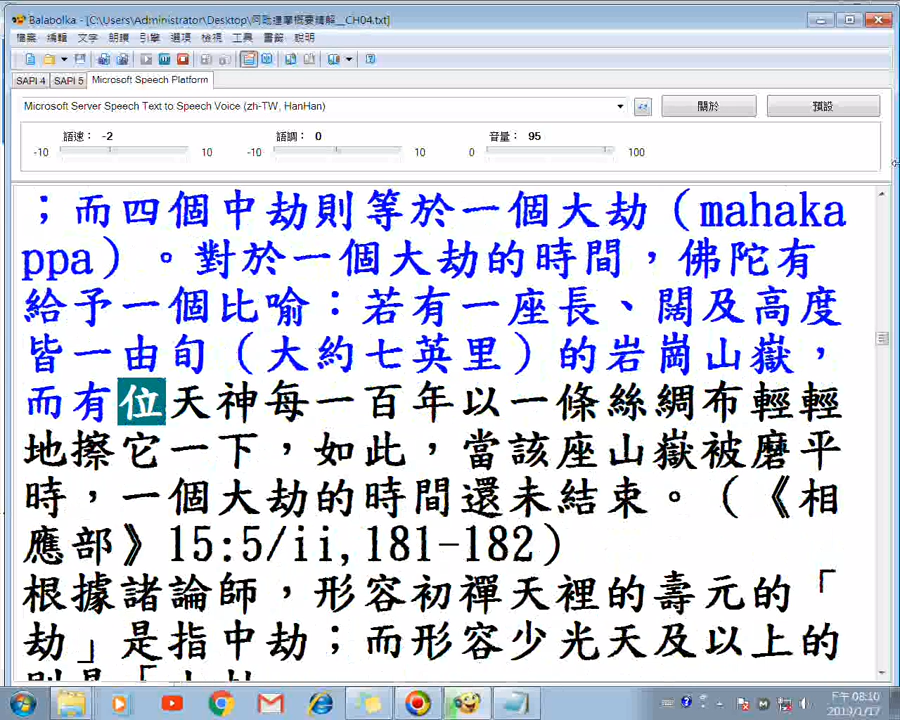 Balabolka - [C:\Users\Administrator\Desktop\阿毗達摩概要精解__CH04.txt]
檔案 編輯 文字 朗讀 引擎 選項 檢視 工具 書籤 說明
SAPI 4 SAPI 5 Microsoft Speech Platform
Microsoft Server Speech Text to Speech Voice (zh-TW, HanHan) 關於 預設
語速： -2 語調： 0 音量： 95
-10 10 -10 10 0 100
；而四個中劫則等於一個大劫（mahaka
ppa）。對於一個大劫的時間，佛陀有
給予一個比喻：若有一座長、闊及高度
皆一由旬（大約七英里）的岩崗山嶽，
而有位天神每一百年以一條絲綢布輕輕
地擦它一下，如此，當該座山嶽被磨平
時，一個大劫的時間還未結束。（《相
應部》15:5/ii,181-182）
根據諸論師，形容初禪天裡的壽元的「
劫」是指中劫；而形容少光天及以上的
下午 08:10
2019/1/17